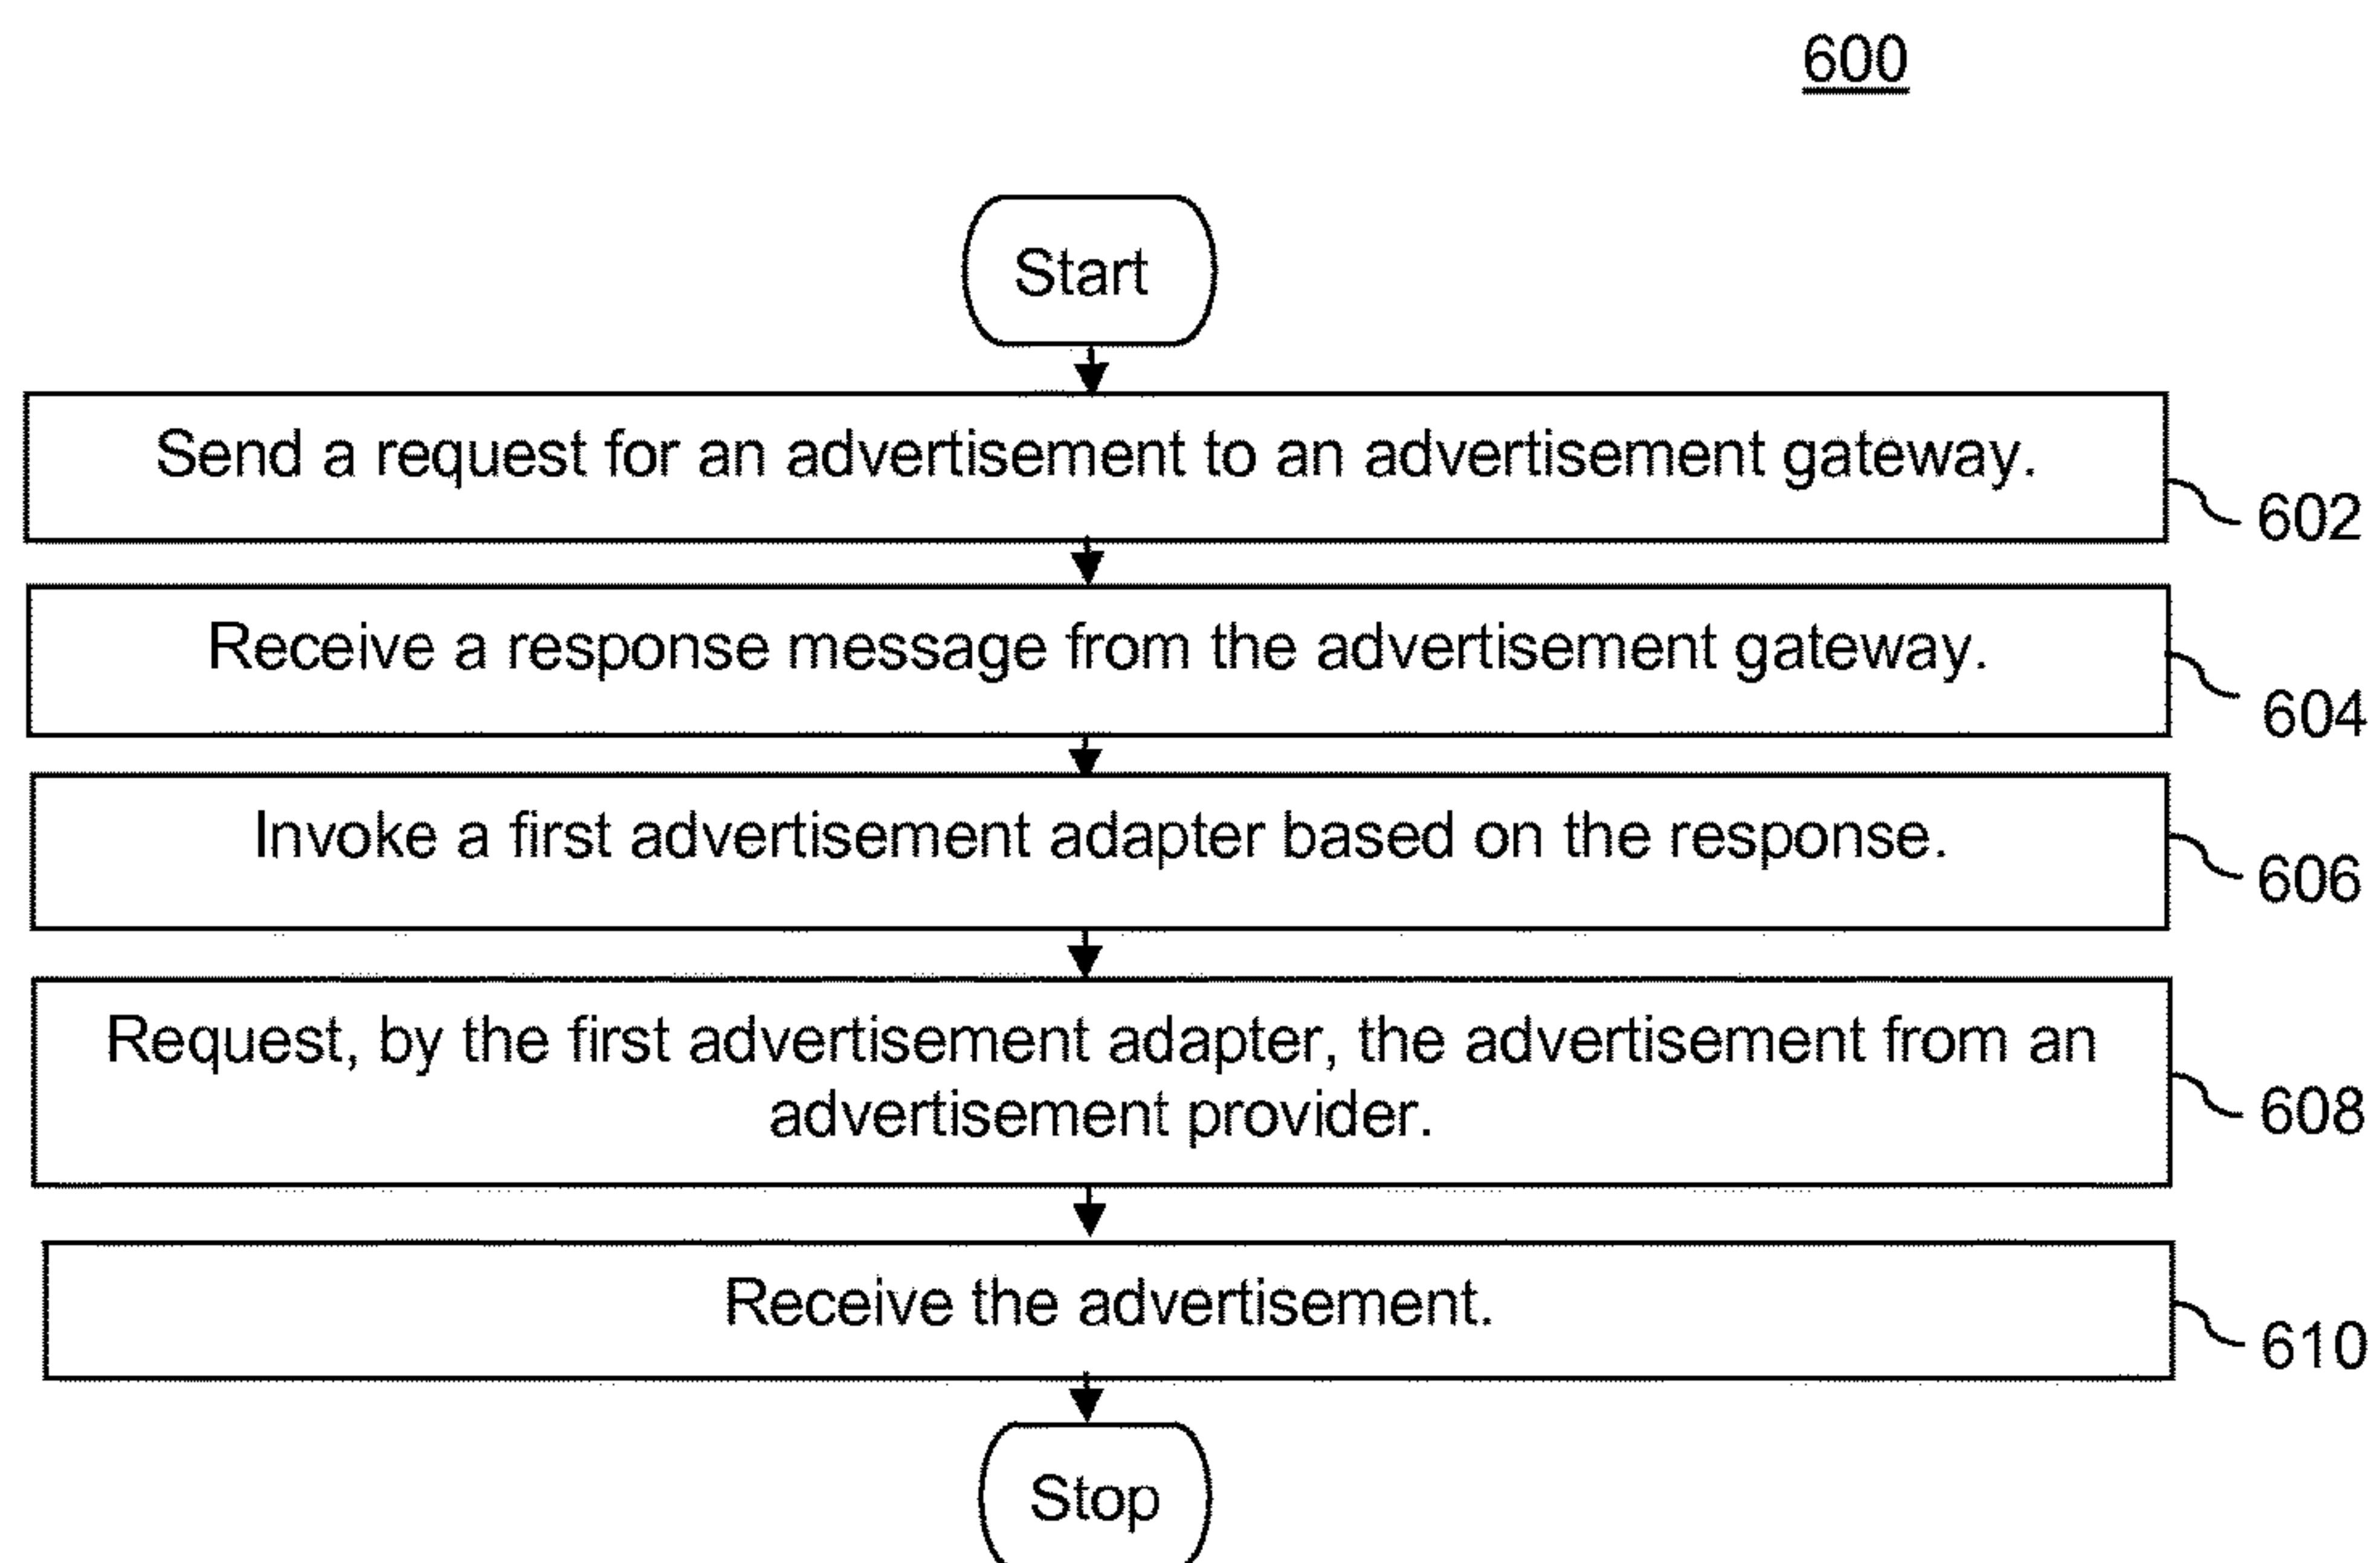 600
Start
Send a request for an advertisement to an advertisement gateway.
602
Receive a response message from the advertisement gateway.
604
Invoke a first advertisement adapter based on the response.
606
Request, by the first advertisement adapter, the advertisement from an
advertisement provider.
608
Receive the advertisement.
610
Stop